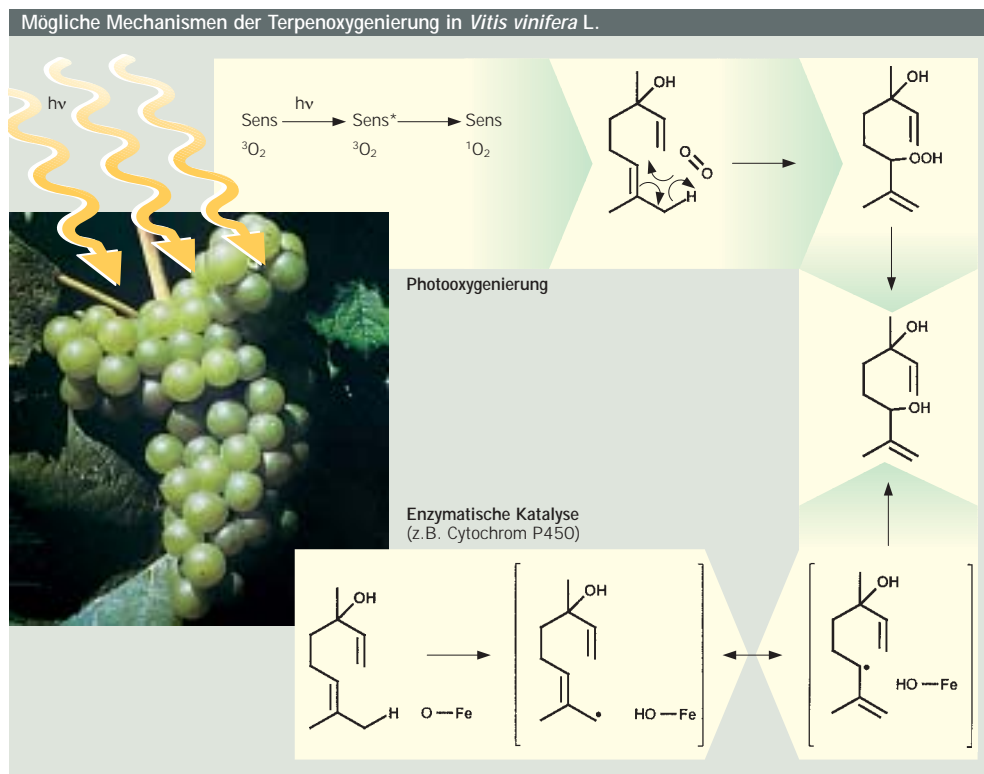 Mögliche Mechanismen der Terpenoxygenierung in Vitis vinifera L.
hν
hν
Sens Sens* Sens
³O₂ ³O₂ ¹O₂
OH
O=O
H
OH
OOH
Photooxygenierung
OH
OH
Enzymatische Katalyse
(z.B. Cytochrom P450)
OH
H O—Fe
OH
HO—Fe
OH
HO—Fe